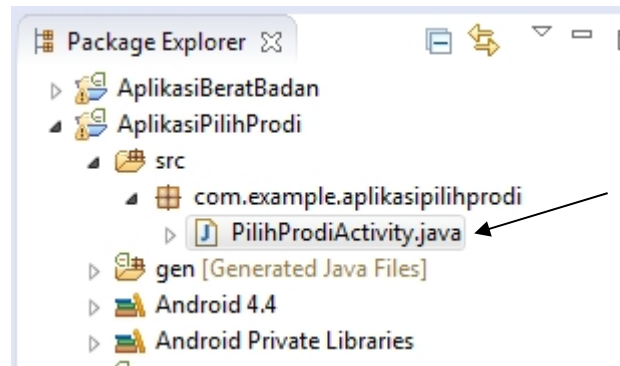 Package Explorer
AplikasiBeratBadan
AplikasiPilihProdi
src
com.example.aplikasipilihprodi
J PilihProdiActivity.java
gen [Generated Java Files]
Android 4.4
Android Private Libraries